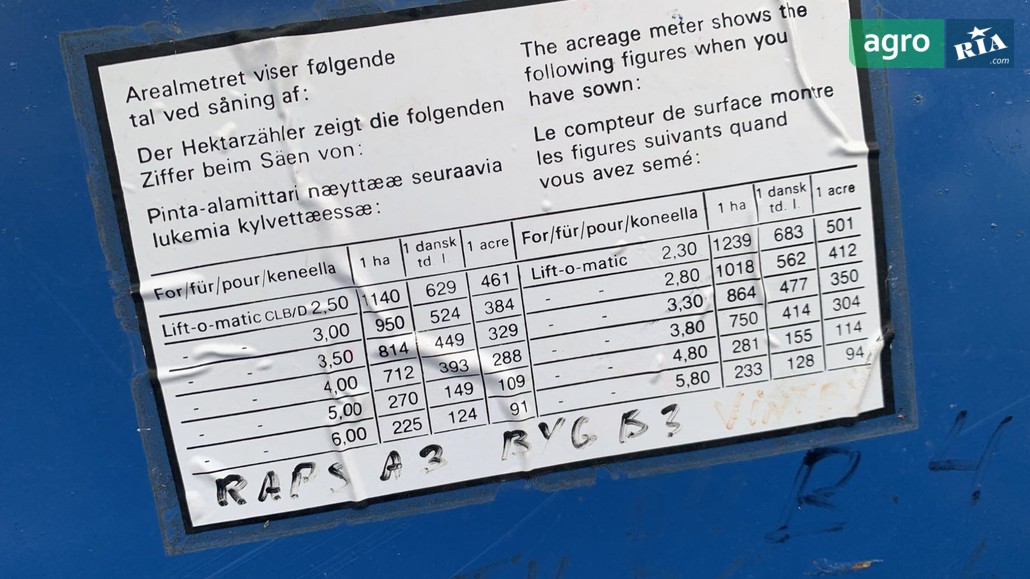 agro
RIA
.com
Arealmetret viser følgende
tal ved såning af:
Der Hektarzähler zeigt die folgenden
Ziffer beim Säen von:
Pinta-alamittari næyttææ seuraavia
lukemia kylvettæessæ:
The acreage meter shows the
following figures when you
have sown:
Le compteur de surface montre
les figures suivants quand
vous avez semé:
For/für/pour/keneella 1 ha 1 dansk td. l. 1 acre
Lift-o-matic CLB/D 2,50 1140 629 461
- - 3,00 950 524 384
- - 3,50 814 449 329
- - 4,00 712 393 288
- - 5,00 270 149 109
- - 6,00 225 124 91
For/für/pour/koneella 1 ha 1 dansk td. l. 1 acre
Lift-o-matic 2,30 1239 683 501
- - 2,80 1018 562 412
- - 3,30 864 477 350
- - 3,80 750 414 304
- - 4,80 281 155 114
- - 5,80 233 128 94
RAPS A3 BYG B3
B 4